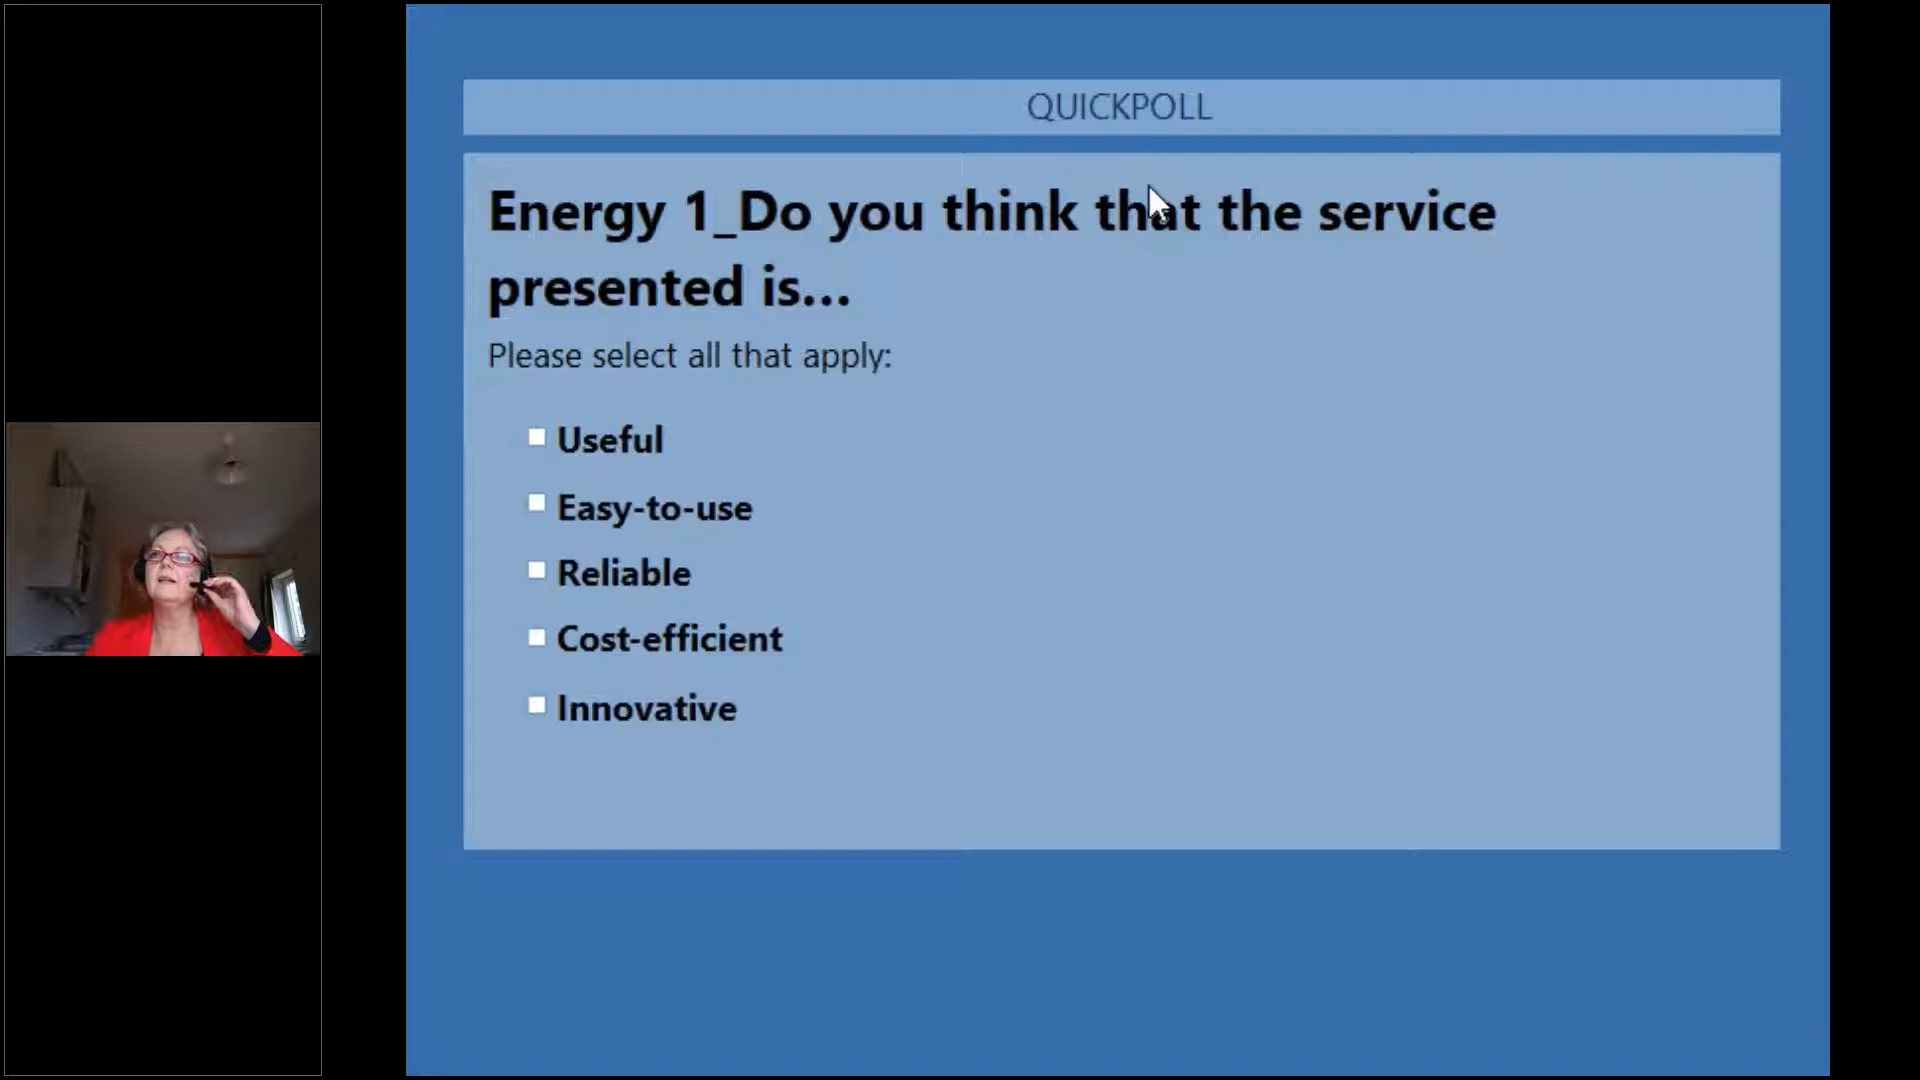 QUICKPOLL
Energy 1_Do you think that the service
presented is...
Please select all that apply:
Useful
Easy-to-use
Reliable
Cost-efficient
Innovative